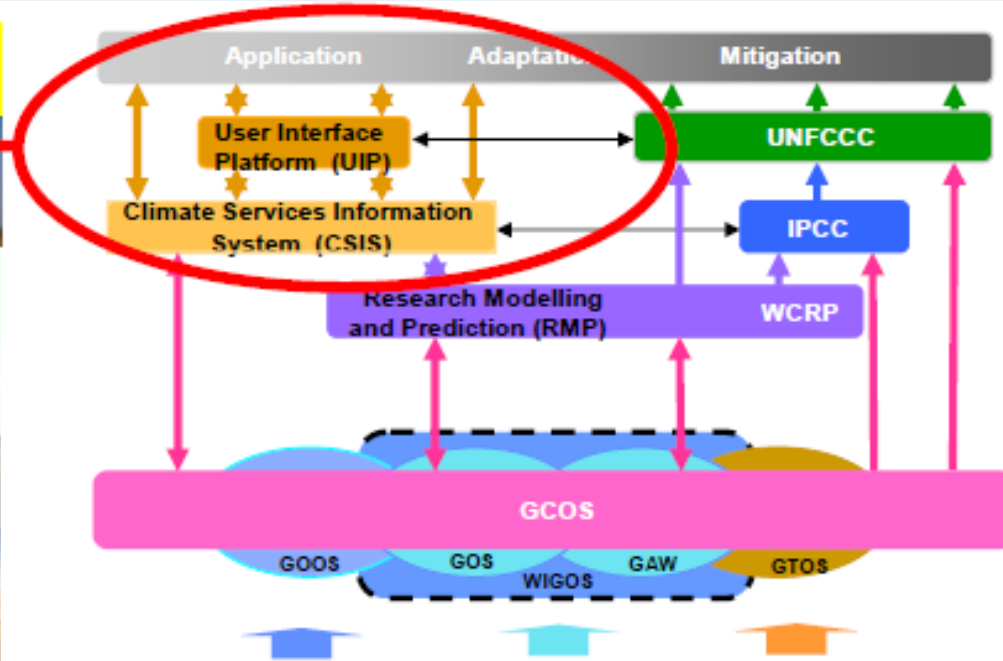 Application Adaptation Mitigation
User Interface
Platform (UIP)
UNFCCC
Climate Services Information
System (CSIS)
IPCC
Research Modelling
and Prediction (RMP)
WCRP
GCOS
GOOS GOS GAW GTOS
WIGOS